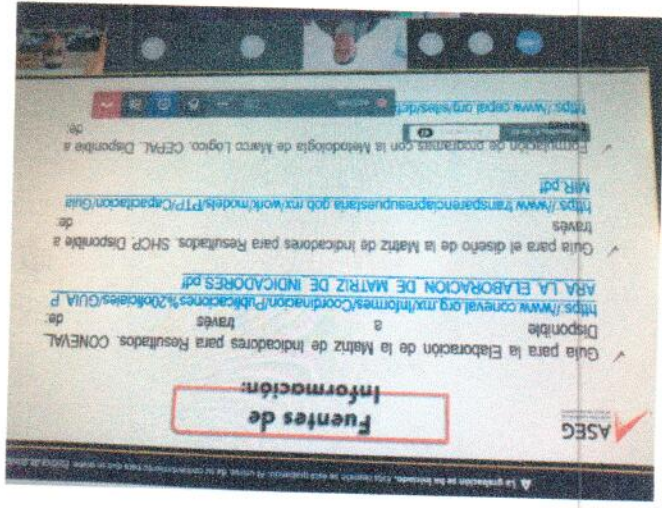 La grabación se ha iniciado.
ASEG
Fuentes de
Información:
✓ Guía para la Elaboración de la Matriz de Indicadores para Resultados. CONEVAL
Disponible a través de:
https://www.coneval.org.mx/Informes/Coordinacion/Publicaciones%20oficiales/GUIA_P
ARA_LA_ELABORACION_DE_MATRIZ_DE_INDICADORES.pdf
✓ Guía para el diseño de la Matriz de Indicadores para Resultados. SHCP. Disponible a
través de:
https://www.transparenciapresupuestaria.gob.mx/work/models/PTP/Capacitacion/Guia
MIR.pdf
✓ Formulación de programas con la Metodología de Marco Lógico. CEPAL. Disponible a
través de:
https://www.cepal.org/sites/de